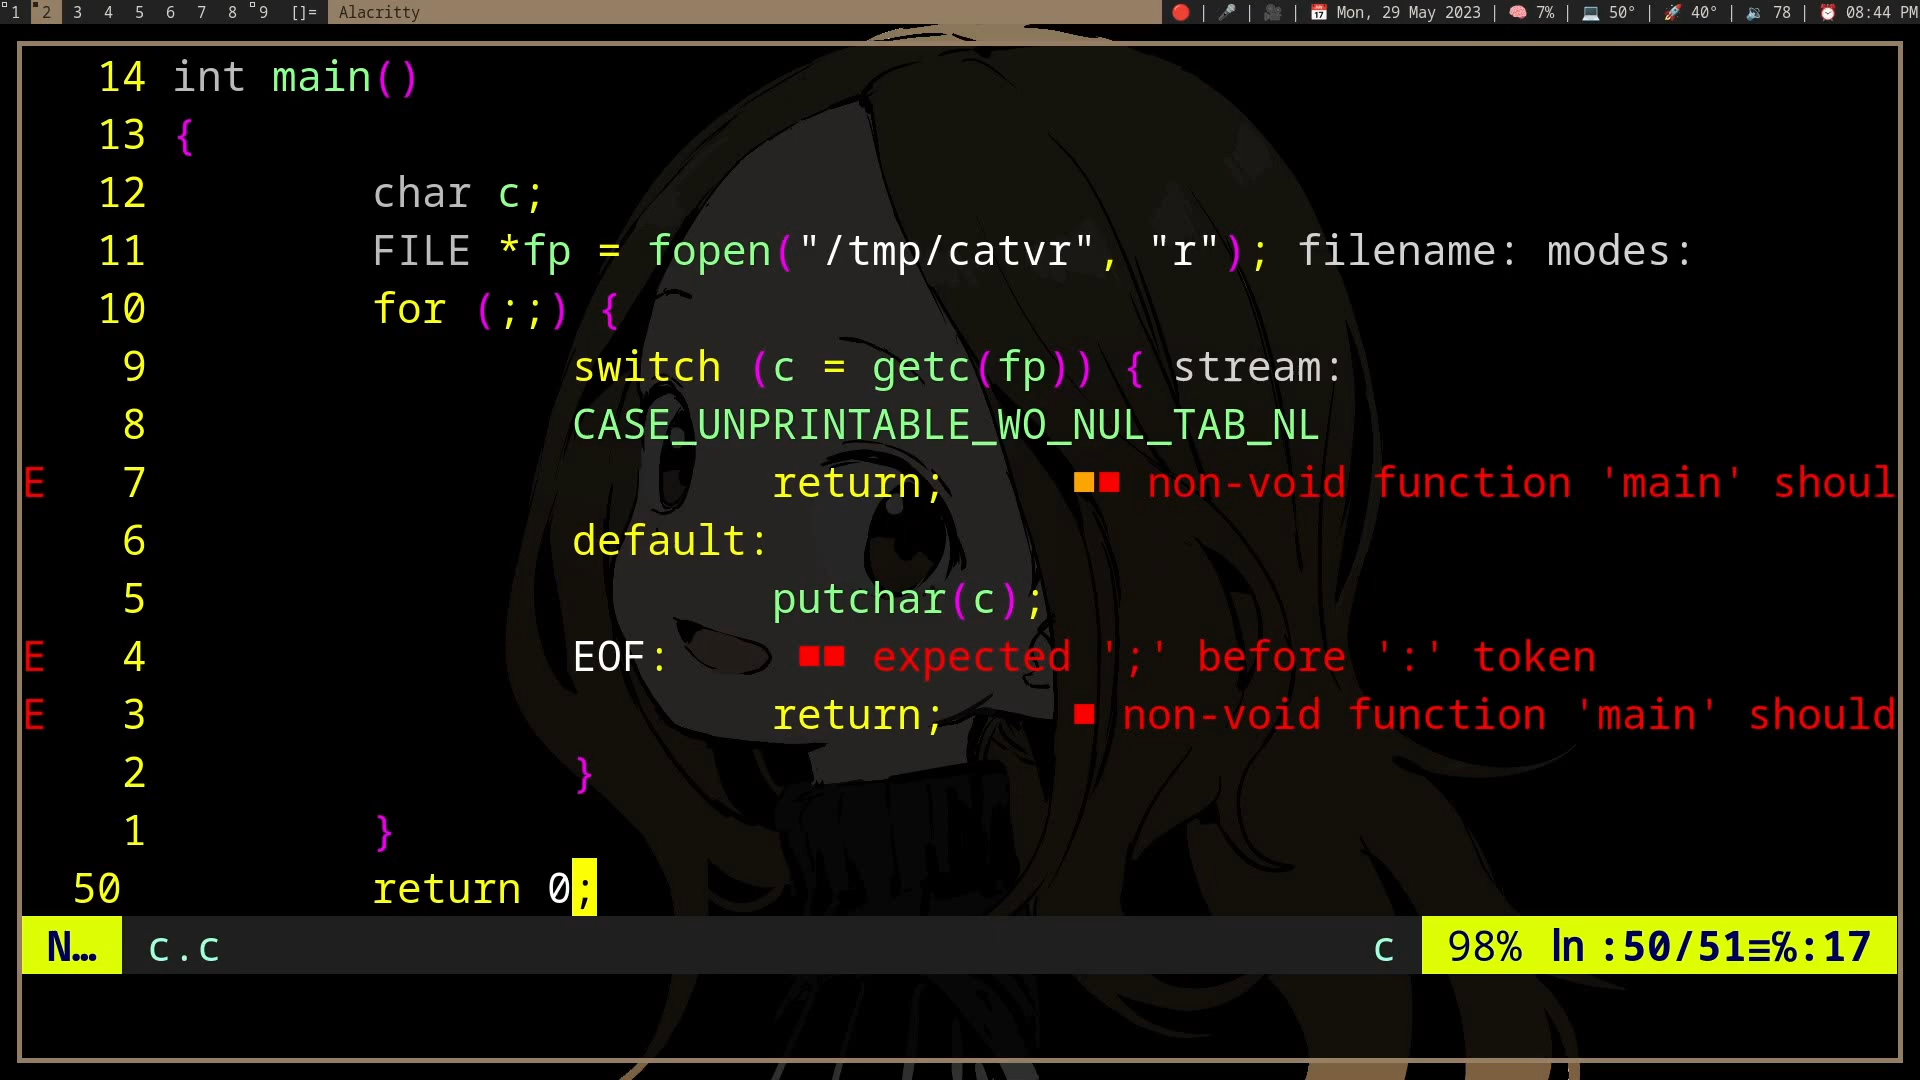 1 2 3 4 5 6 7 8 9 []= Alacritty | | | Mon, 29 May 2023 | 7% | 50° | 40° | 78 | 08:44 PM
14 int main()
13 {
12 char c;
11 FILE *fp = fopen("/tmp/catvr", "r"); filename: modes:
10 for (;;) {
9 switch (c = getc(fp)) { stream:
8 CASE_UNPRINTABLE_WO_NUL_TAB_NL
E 7 return; ■■ non-void function 'main' shoul
6 default:
5 putchar(c);
E 4 EOF: ■■ expected ';' before ':' token
E 3 return; ■ non-void function 'main' should
2 }
1 }
50 return 0;
N… c.c c 98% ln :50/51≡℅:17